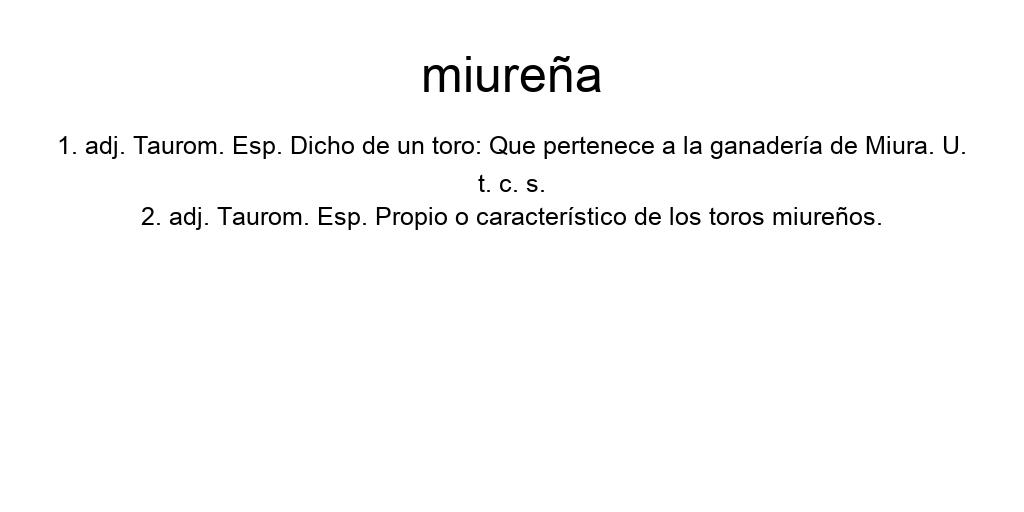 miureña
1. adj. Taurom. Esp. Dicho de un toro: Que pertenece a la ganadería de Miura. U.
t. c. s.
2. adj. Taurom. Esp. Propio o característico de los toros miureños.